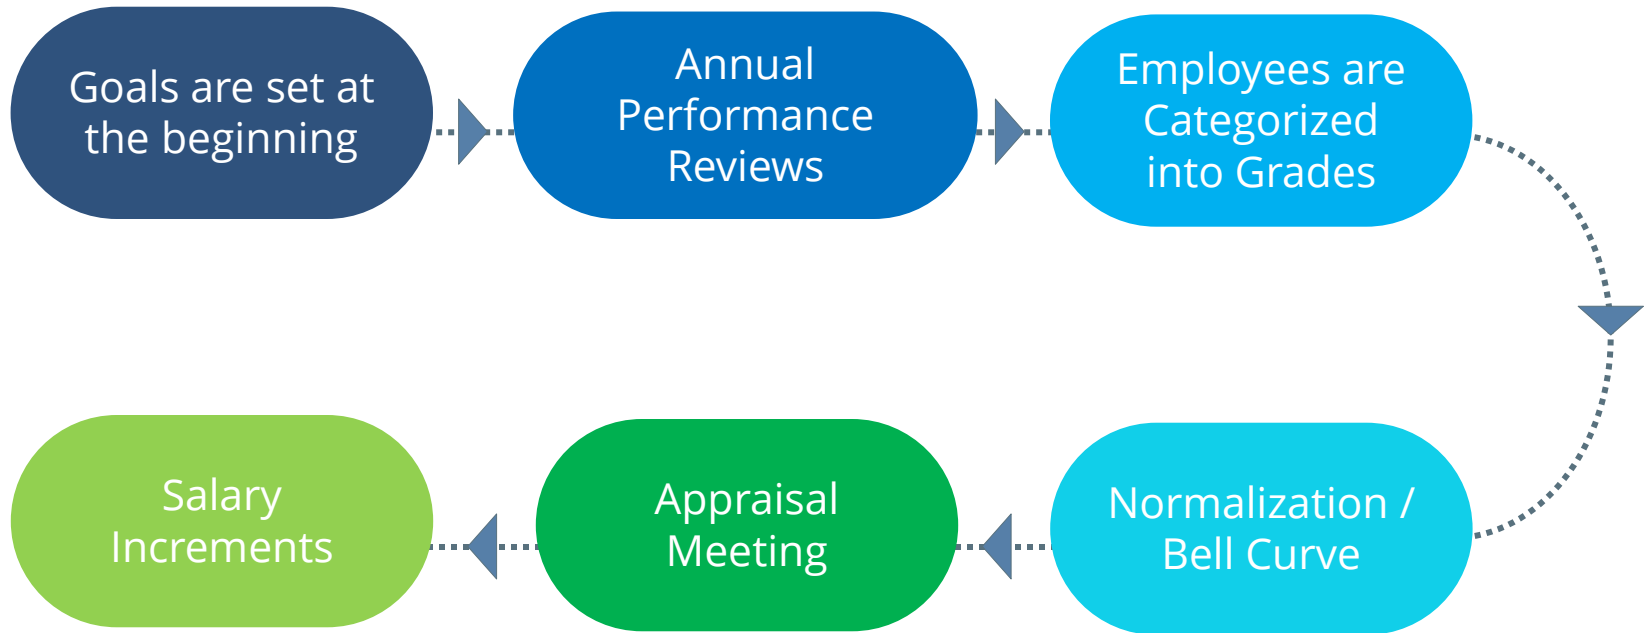 Goals are set at
the beginning
Annual
Performance
Reviews
Employees are
Categorized
into Grades
Normalization /
Bell Curve
Appraisal
Meeting
Salary
Increments